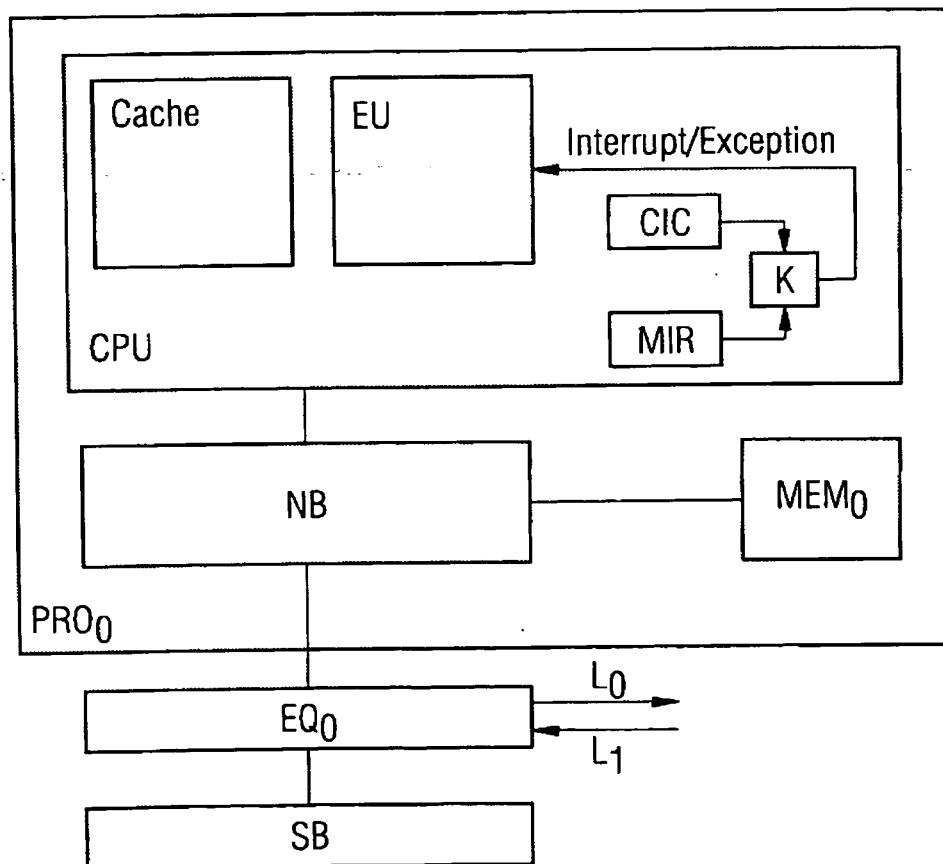 Cache
EU
Interrupt/Exception
CIC
K
MIR
CPU
NB
MEM0
PRO0
L0
EQ0
L1
SB